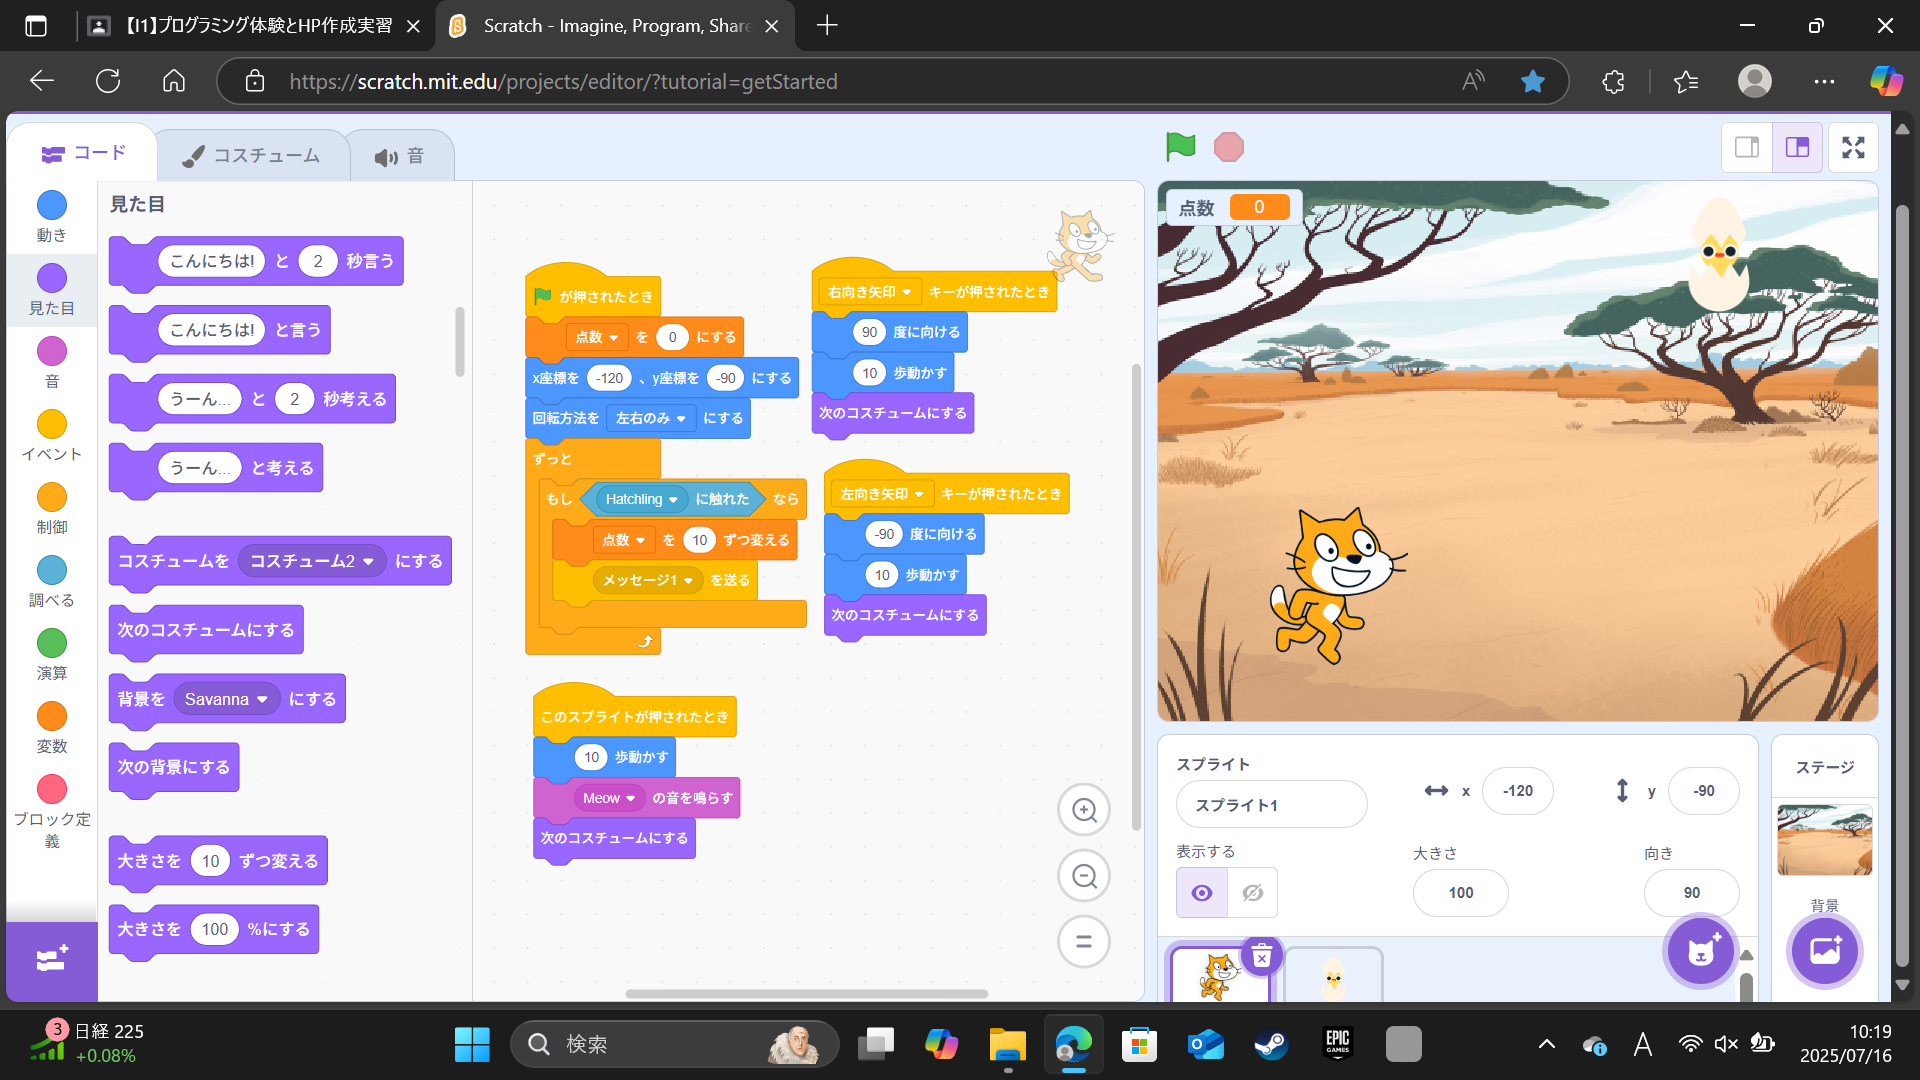 【I1】プログラミング体験とHP作成実習
Scratch - Imagine, Program, Share
https://scratch.mit.edu/projects/editor/?tutorial=getStarted
コード
コスチューム
音
動き
見た目
音
イベント
制御
調べる
演算
変数
ブロック定義
見た目
こんにちは! と 2 秒言う
こんにちは! と言う
うーん... と 2 秒考える
うーん... と考える
コスチュームを コスチューム2 にする
次のコスチュームにする
背景を Savanna にする
次の背景にする
大きさを 10 ずつ変える
大きさを 100 %にする
が押されたとき
点数 を 0 にする
x座標を -120 、y座標を -90 にする
回転方法を 左右のみ にする
ずっと
もし Hatchling に触れた なら
点数 を 10 ずつ変える
メッセージ1 を送る
このスプライトが押されたとき
10 歩動かす
Meow の音を鳴らす
次のコスチュームにする
右向き矢印 キーが押されたとき
90 度に向ける
10 歩動かす
次のコスチュームにする
左向き矢印 キーが押されたとき
-90 度に向ける
10 歩動かす
次のコスチュームにする
点数 0
スプライト
スプライト1
x -120
y -90
表示する
大きさ
100
向き
90
ステージ
背景
3
日経 225
+0.08%
検索
EPIC GAMES
A
10:19
2025/07/16